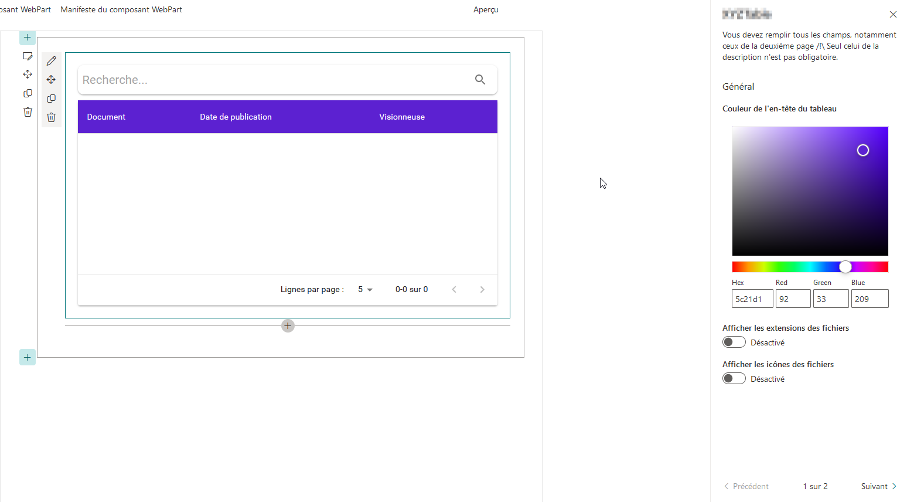 osant WebPart Manifeste du composant WebPart Aperçu
Recherche...
Document Date de publication Visionneuse
Lignes par page : 5 0-0 sur 0
Vous devez remplir tous les champs, notamment
ceux de la deuxième page /!\ Seul celui de la
description n'est pas obligatoire.
Général
Couleur de l'en-tête du tableau
Hex Red Green Blue
5c21d1 92 33 209
Afficher les extensions des fichiers
Désactivé
Afficher les icônes des fichiers
Désactivé
Précédent 1 sur 2 Suivant